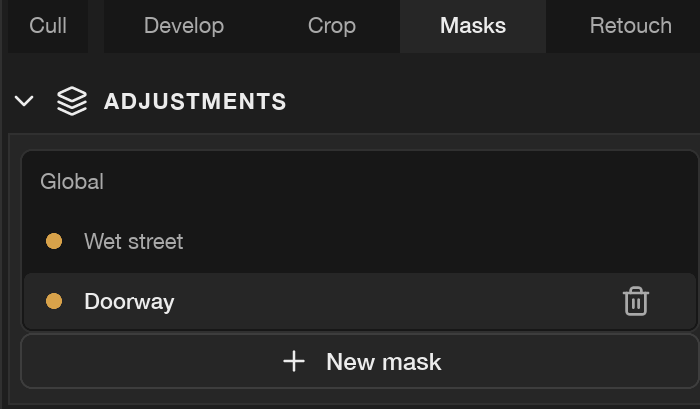 Cull Develop Crop Masks Retouch
ADJUSTMENTS
Global
Wet street
Doorway
New mask